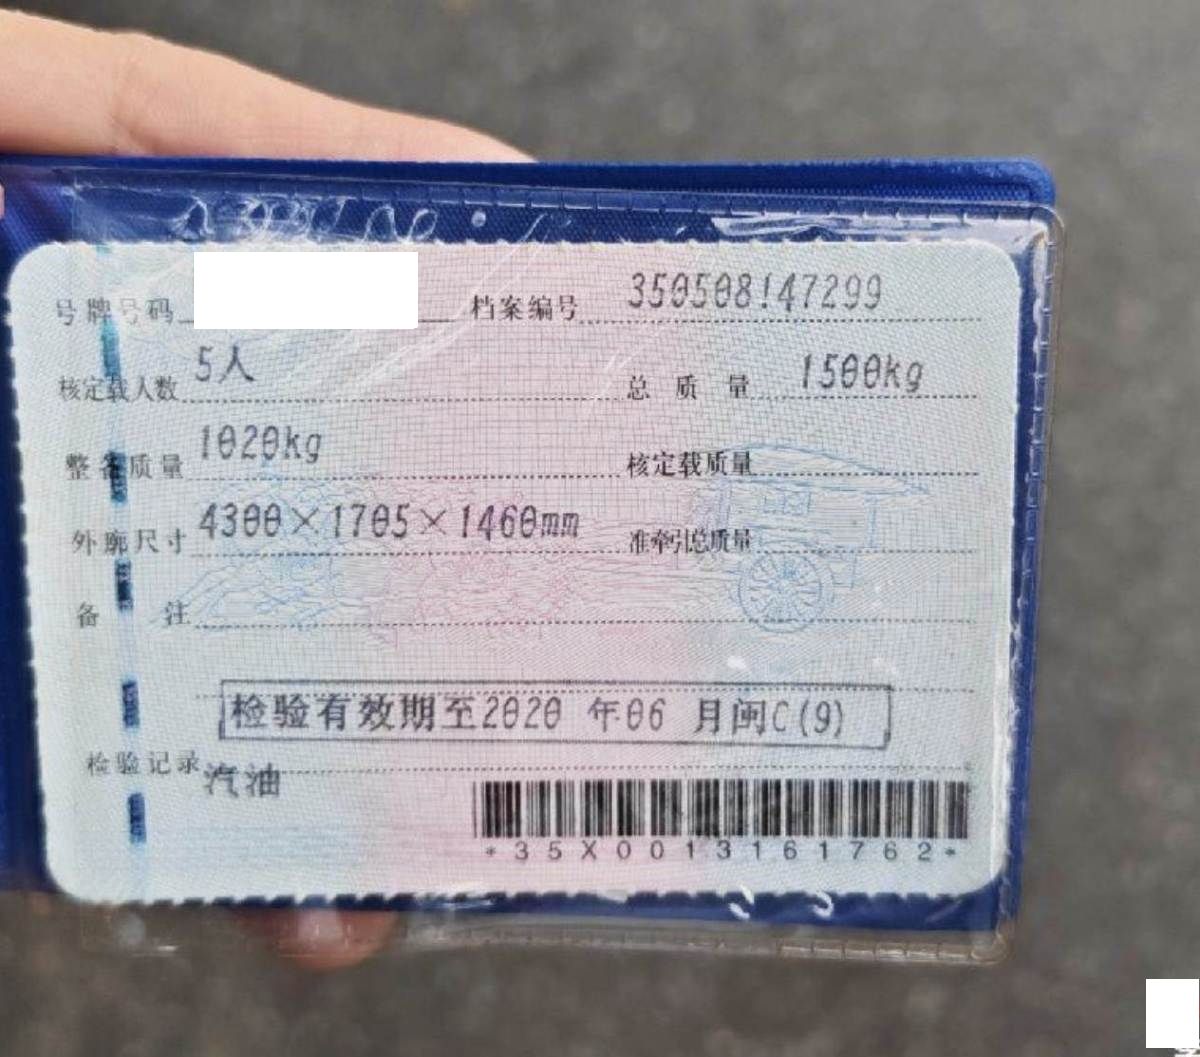 号牌号码 档案编号 350508147299
核定载人数 5人 总质量 1500kg
整备质量 1020kg 核定载质量
外廓尺寸 4300×1705×1460mm 准牵引总质量
备注
检验有效期至2020 年06 月闽C(9)
检验记录 汽油
*35X0013161762*